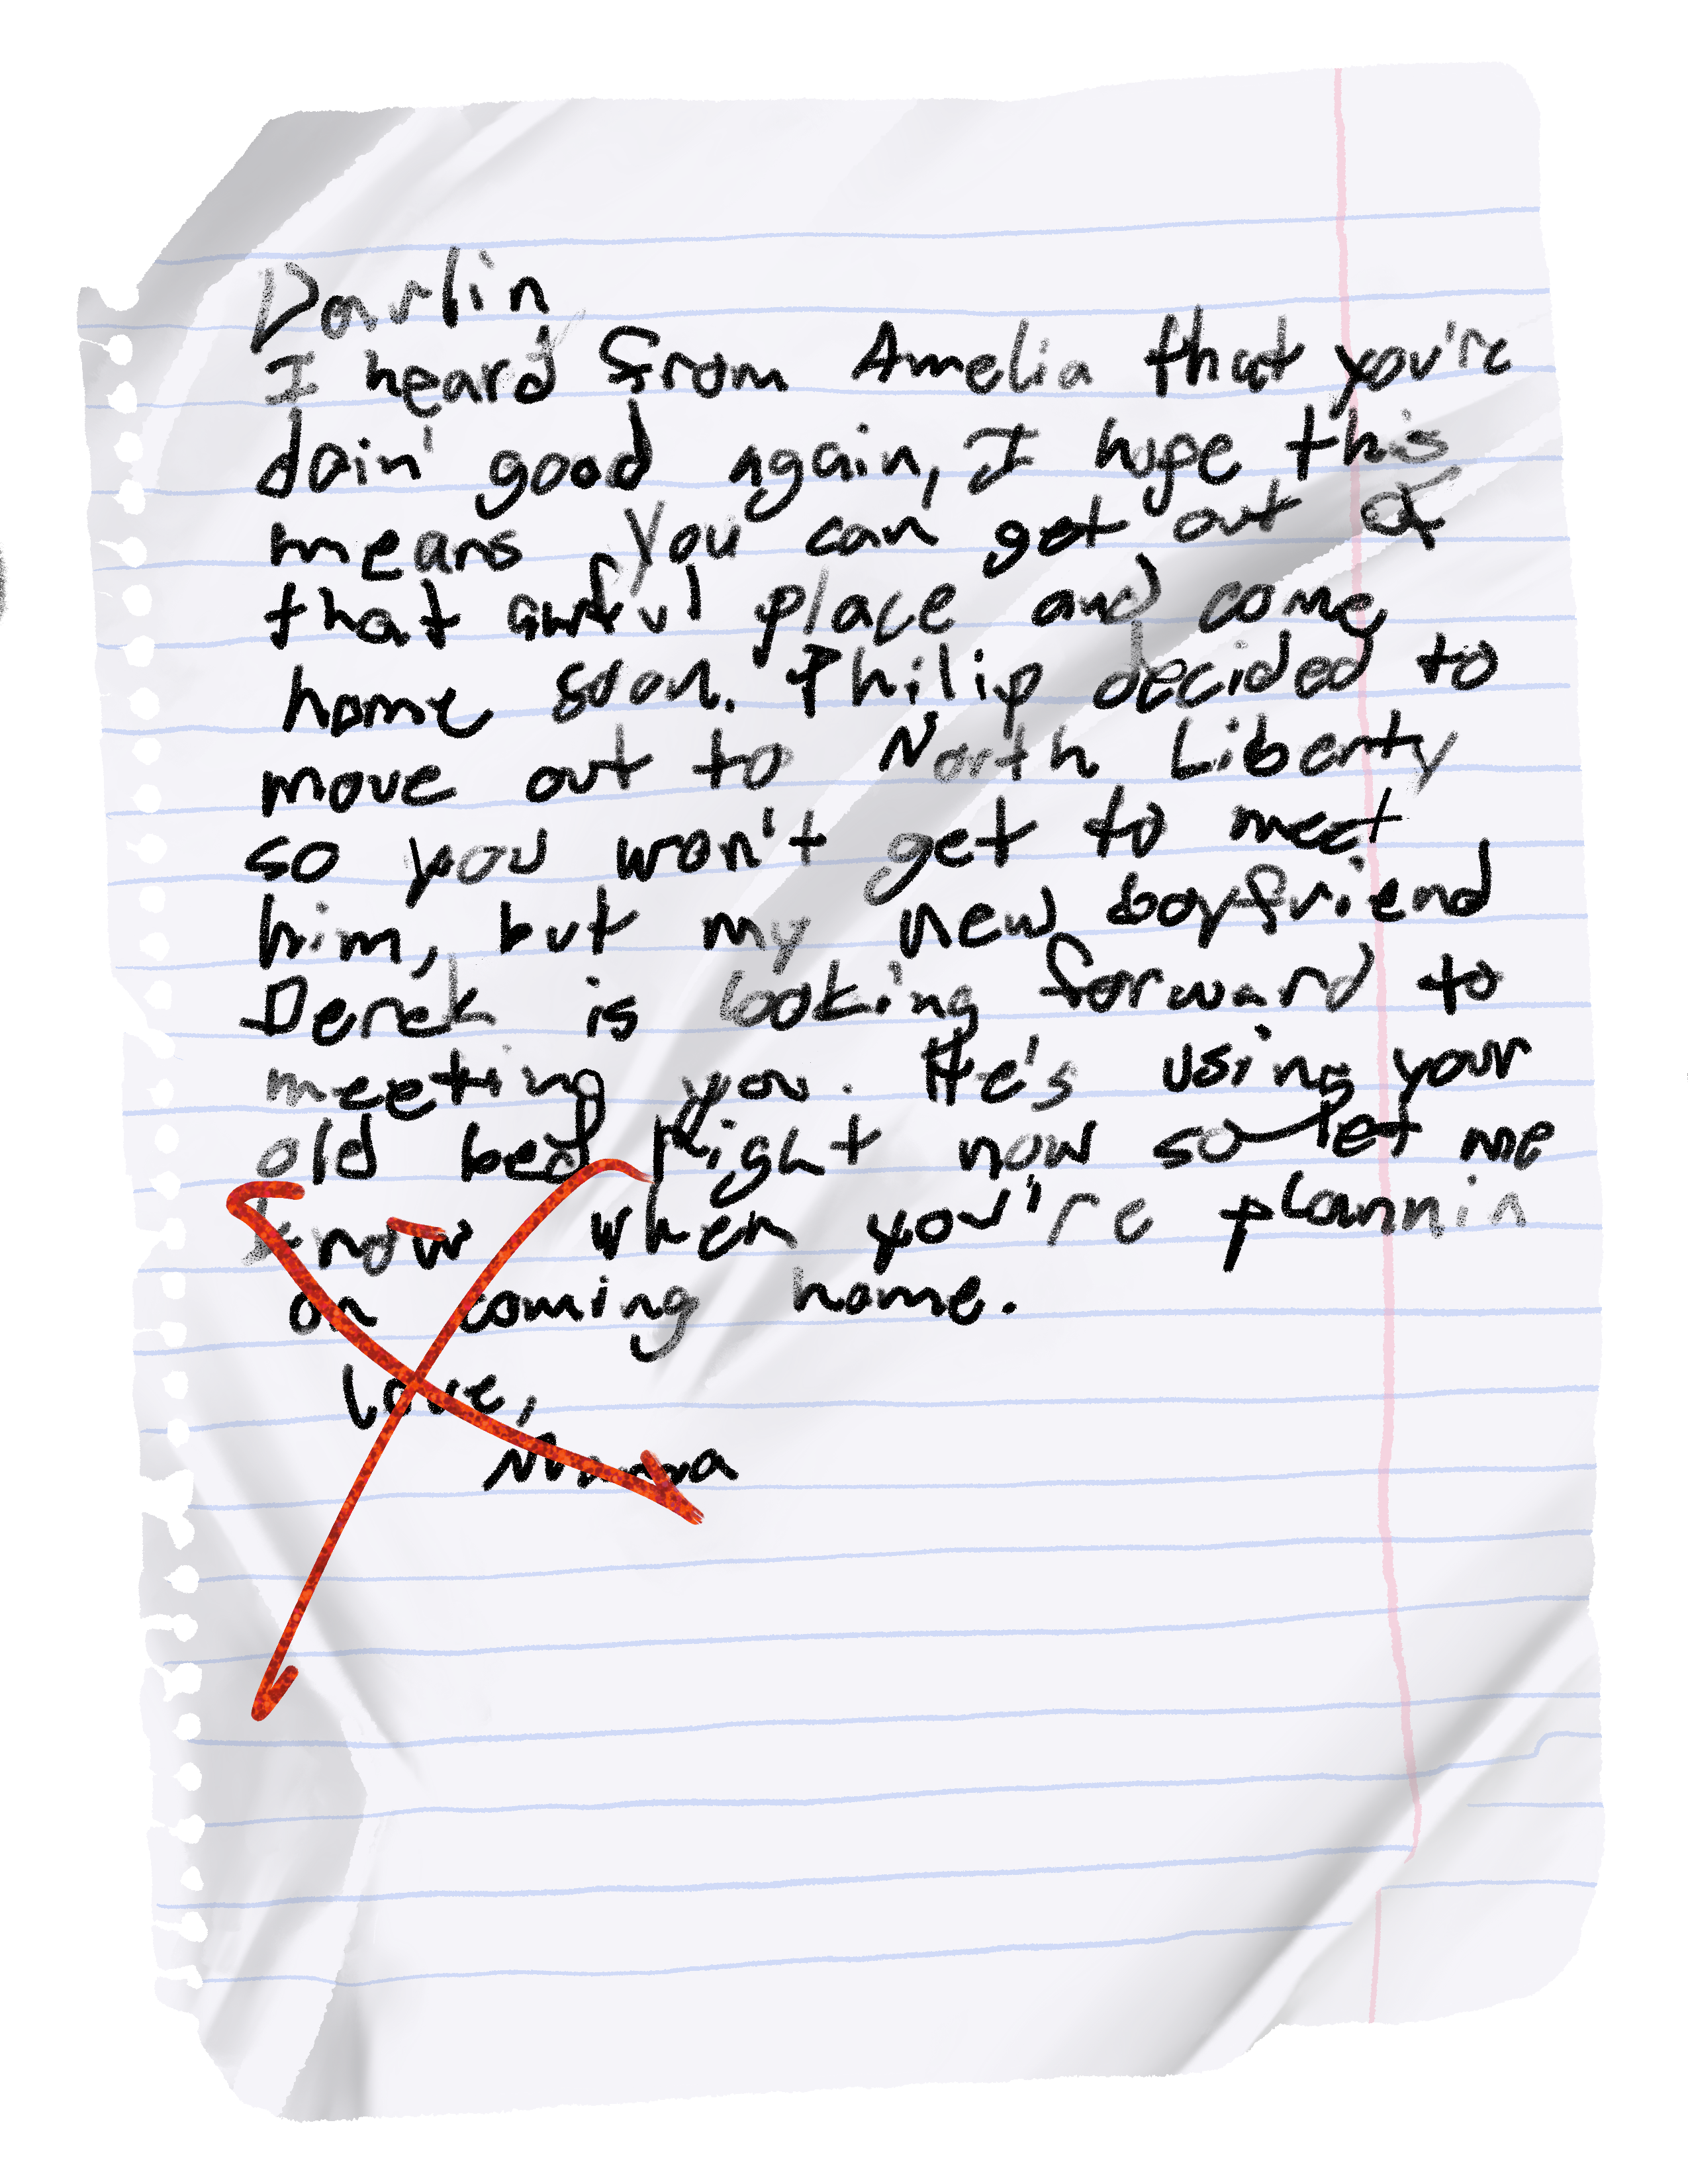 Darlin
I heard from Amelia that you're
doin' good again, I hope this
means you can get out of
that awful place and come
home soon. Philip decided to
move out to North Liberty
so you won't get to meet
him, but my new boyfriend
Derek is looking forward to
meeting you. He's using your
old bed right now so let me
know when you're plannin
on coming home.
Love,
Mama